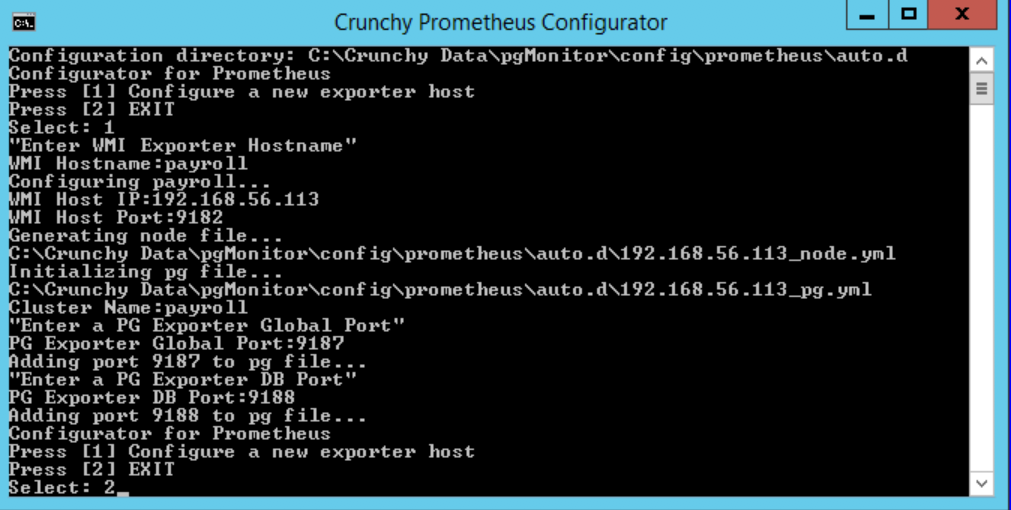 Crunchy Prometheus Configurator
Configuration directory: C:\Crunchy Data\pgMonitor\config\prometheus\auto.d
Configurator for Prometheus
Press [1] Configure a new exporter host
Press [2] EXIT
Select: 1
"Enter WMI Exporter Hostname"
WMI Hostname:payroll
Configuring payroll...
WMI Host IP:192.168.56.113
WMI Host Port:9182
Generating node file...
C:\Crunchy Data\pgMonitor\config\prometheus\auto.d\192.168.56.113_node.yml
Initializing pg file...
C:\Crunchy Data\pgMonitor\config\prometheus\auto.d\192.168.56.113_pg.yml
Cluster Name:payroll
"Enter a PG Exporter Global Port"
PG Exporter Global Port:9187
Adding port 9187 to pg file...
"Enter a PG Exporter DB Port"
PG Exporter DB Port:9188
Adding port 9188 to pg file...
Configurator for Prometheus
Press [1] Configure a new exporter host
Press [2] EXIT
Select: 2_